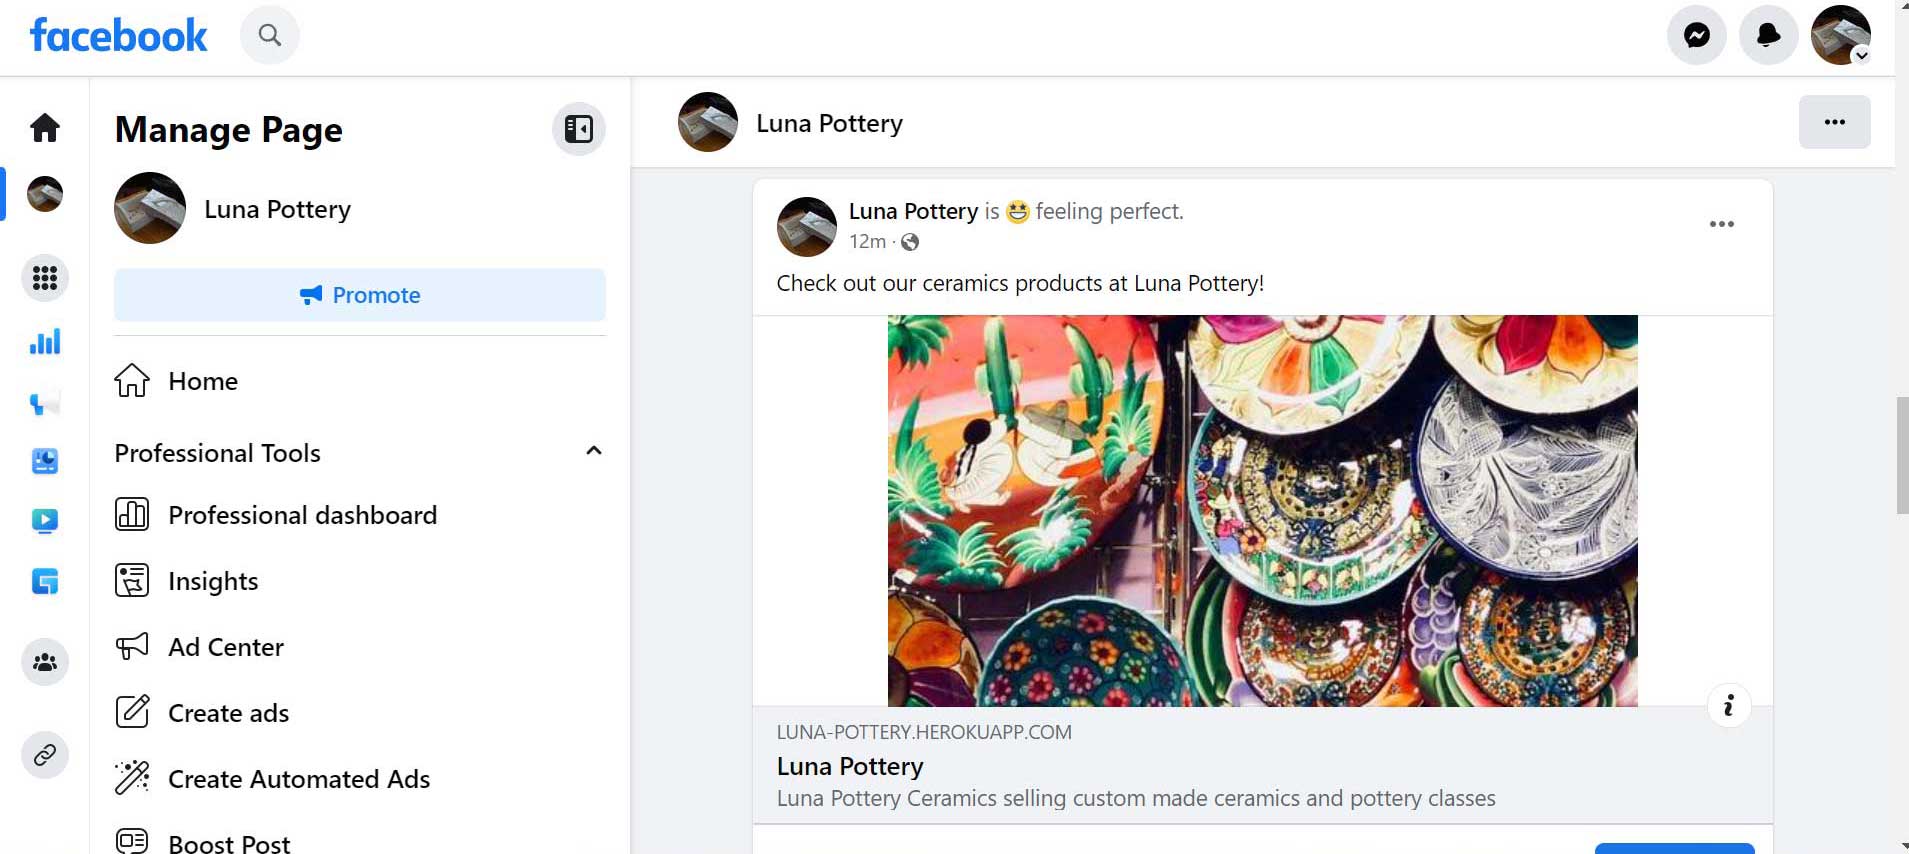 facebook
Manage Page
Luna Pottery
Promote
Home
Professional Tools
Professional dashboard
Insights
Ad Center
Create ads
Create Automated Ads
Boost Post
Luna Pottery
Luna Pottery is 🤩 feeling perfect.
12m ·
Check out our ceramics products at Luna Pottery!
LUNA-POTTERY.HEROKUAPP.COM
Luna Pottery
Luna Pottery Ceramics selling custom made ceramics and pottery classes